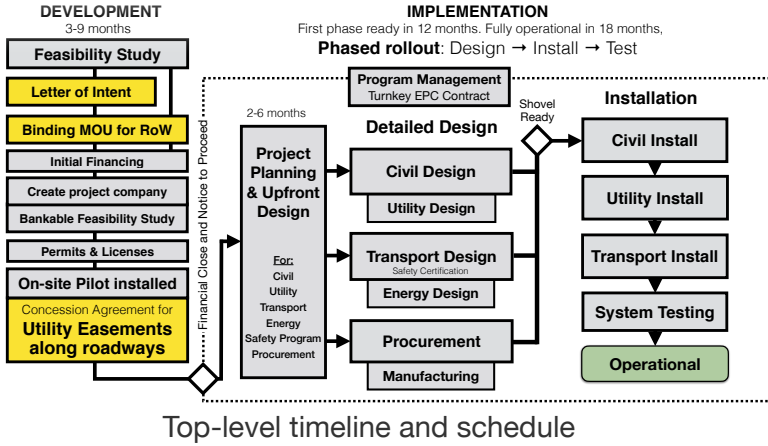 DEVELOPMENT
3-9 months
Feasibility Study
Letter of Intent
Binding MOU for RoW
Initial Financing
Create project company
Bankable Feasibility Study
Permits & Licenses
On-site Pilot installed
Concession Agreement for
Utility Easements
along roadways
Financial Close and Notice to Proceed
IMPLEMENTATION
First phase ready in 12 months. Fully operational in 18 months,
Phased rollout: Design → Install → Test
Program Management
Turnkey EPC Contract
2-6 months
Project
Planning
& Upfront
Design
For:
Civil
Utility
Transport
Energy
Safety Program
Procurement
Detailed Design
Civil Design
Utility Design
Transport Design
Safety Certification
Energy Design
Procurement
Manufacturing
Shovel
Ready
Installation
Civil Install
Utility Install
Transport Install
System Testing
Operational
Top-level timeline and schedule